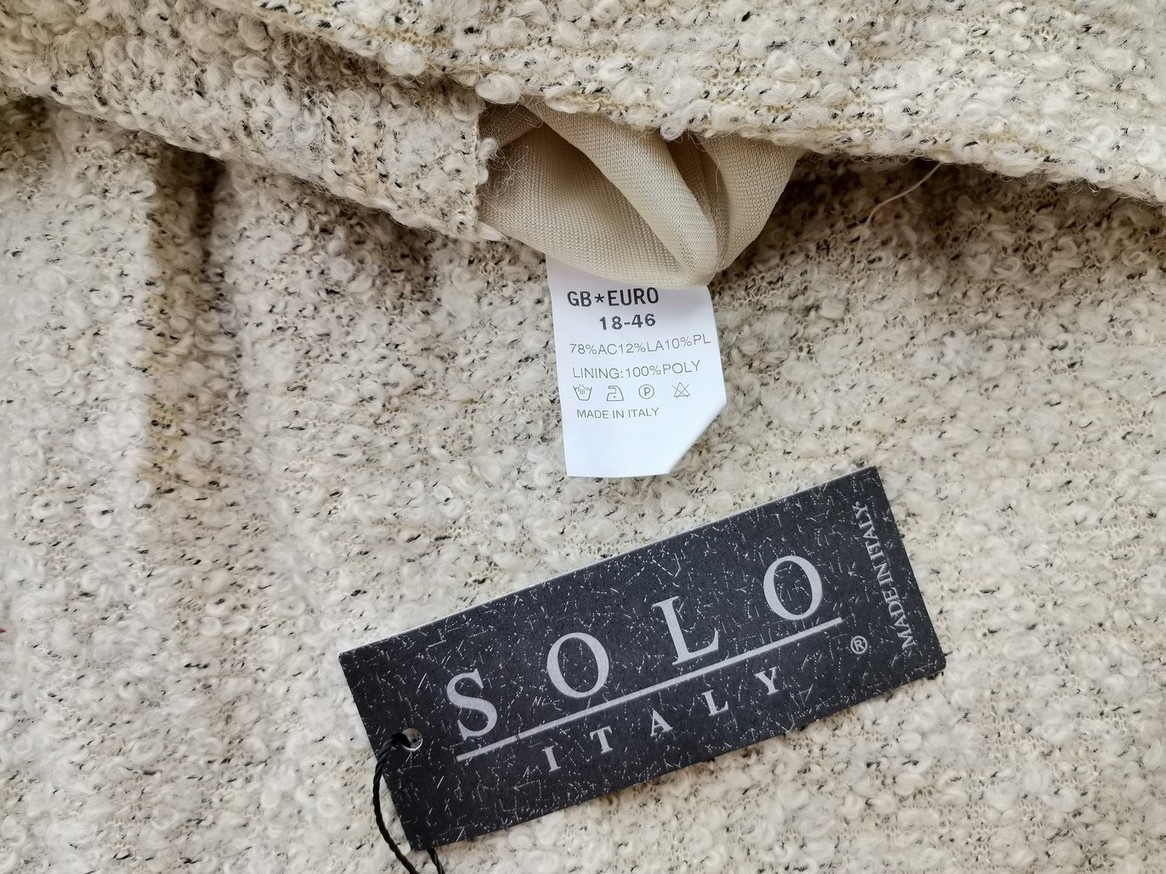 GB*EURO
18-46
78%AC12%LA10%PL
LINING:100%POLY
P
MADE IN ITALY
SOLO
ITALY
®
MADE IN ITALY